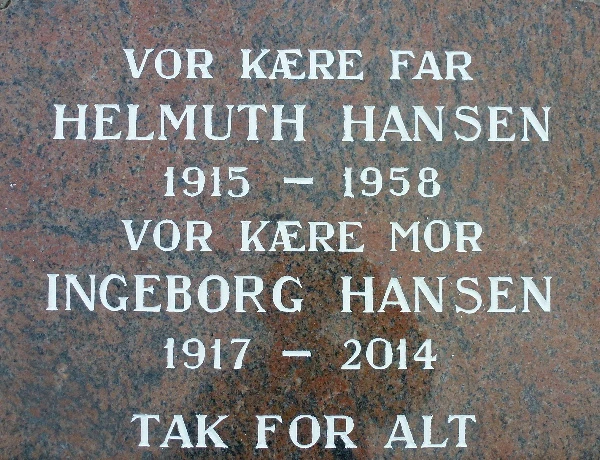 VOR KÆRE FAR
HELMUTH HANSEN
1915 – 1958
VOR KÆRE MOR
INGEBORG HANSEN
1917 – 2014
TAK FOR ALT